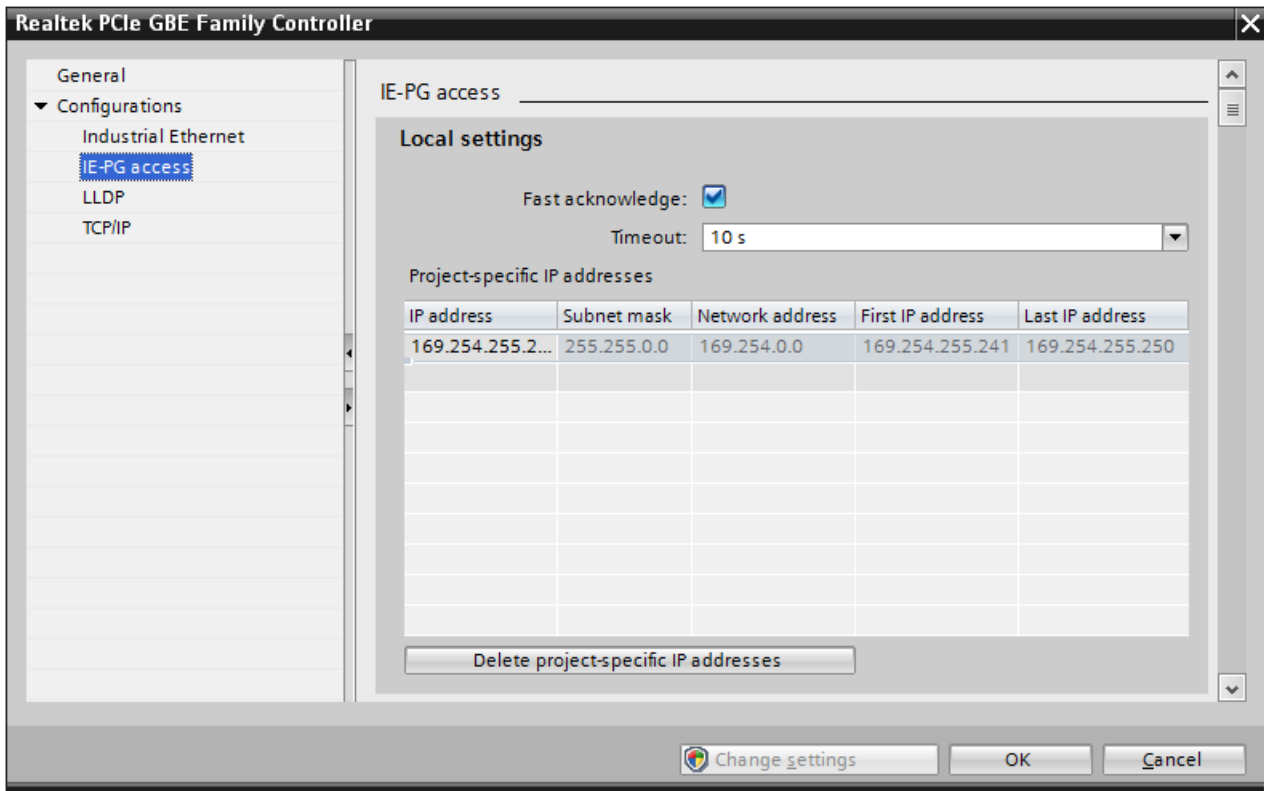 Realtek PCIe GBE Family Controller
General
Configurations
Industrial Ethernet
IE-PG access
LLDP
TCP/IP
IE-PG access
Local settings
Fast acknowledge:
Timeout: 10 s
Project-specific IP addresses
IP address Subnet mask Network address First IP address Last IP address
169.254.255.2... 255.255.0.0 169.254.0.0 169.254.255.241 169.254.255.250
Delete project-specific IP addresses
Change settings OK Cancel